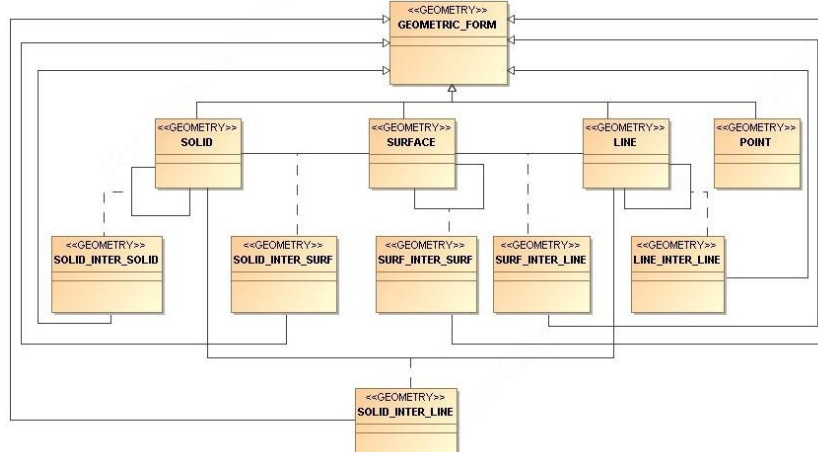 <<GEOMETRY>>
GEOMETRIC_FORM
<<GEOMETRY>>
SOLID
<<GEOMETRY>>
SURFACE
<<GEOMETRY>>
LINE
<<GEOMETRY>>
POINT
<<GEOMETRY>>
SOLID_INTER_SOLID
<<GEOMETRY>>
SOLID_INTER_SURF
<<GEOMETRY>>
SURF_INTER_SURF
<<GEOMETRY>>
SURF_INTER_LINE
<<GEOMETRY>>
LINE_INTER_LINE
<<GEOMETRY>>
SOLID_INTER_LINE